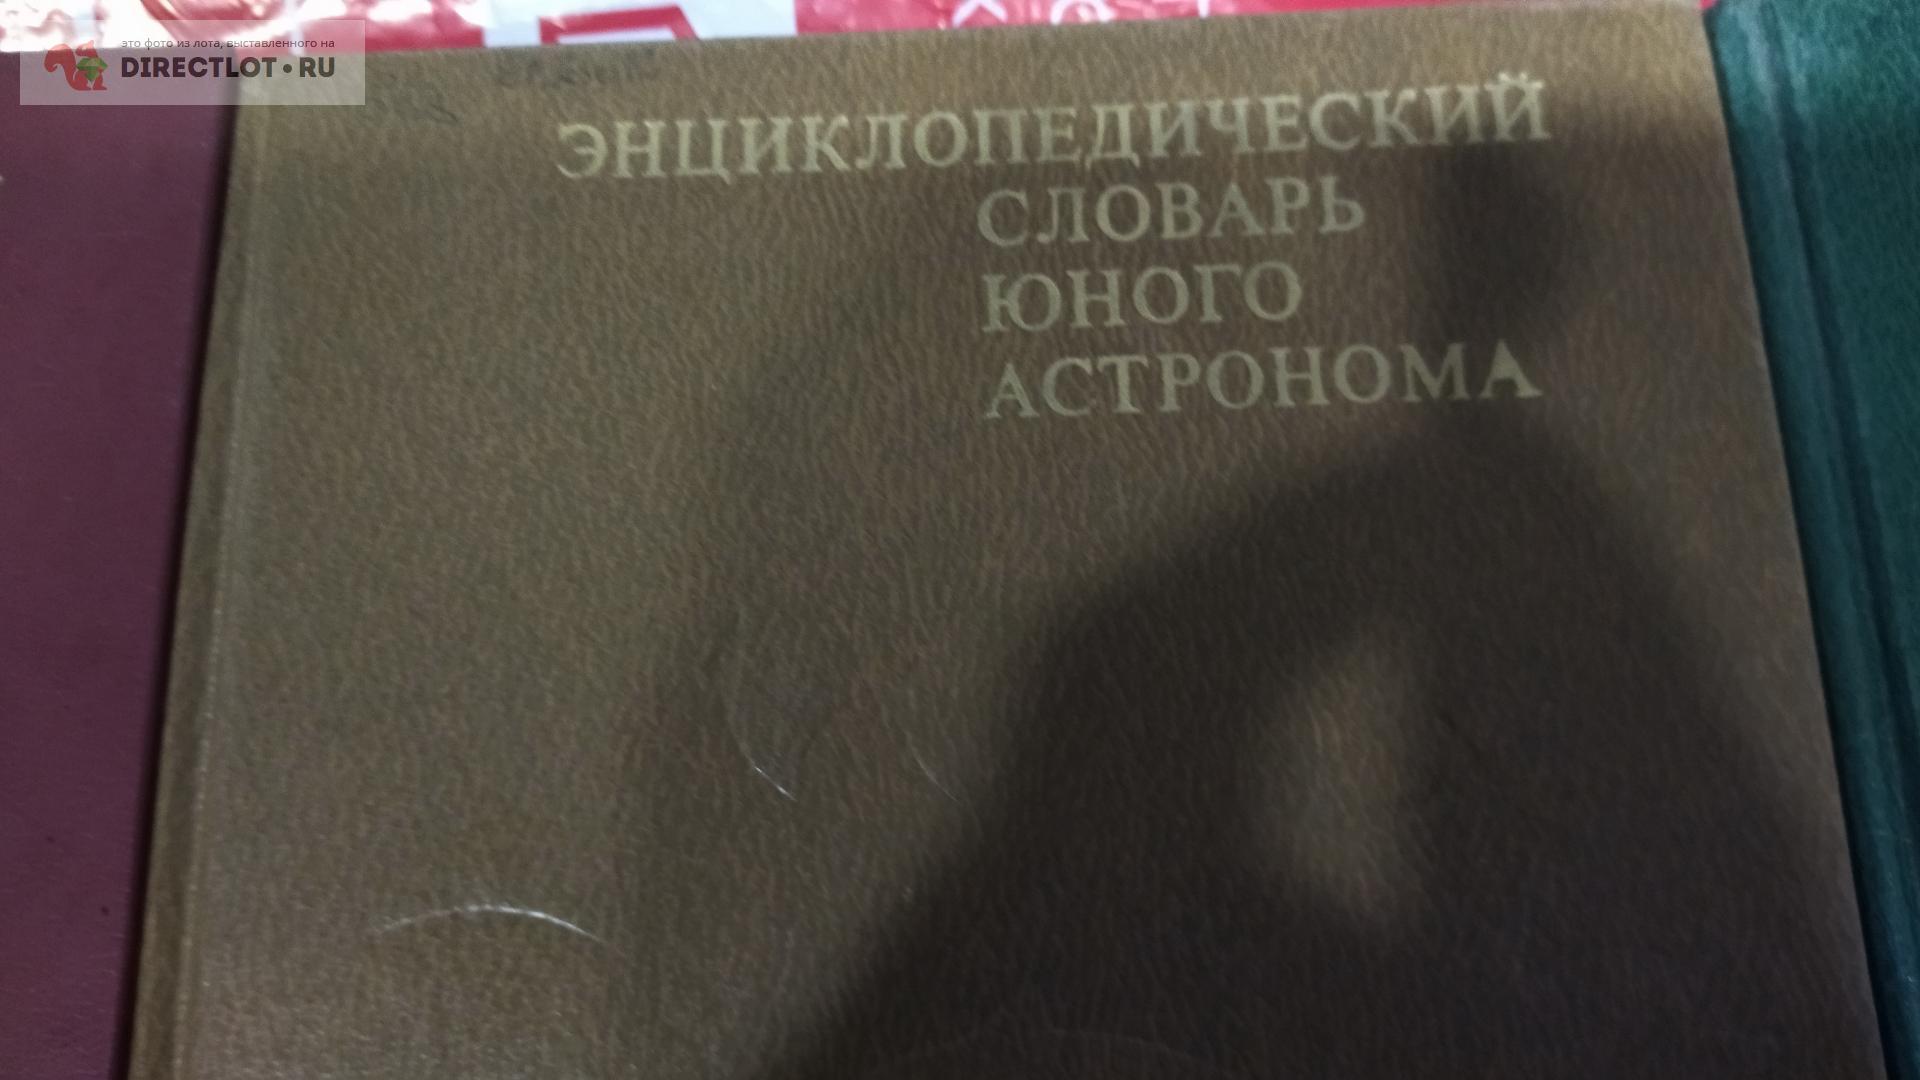 это фото из лота, выставленного на
DIRECTLOT•RU
ЭНЦИКЛОПЕДИЧЕСКИЙ
СЛОВАРЬ
ЮНОГО
АСТРОНОМА